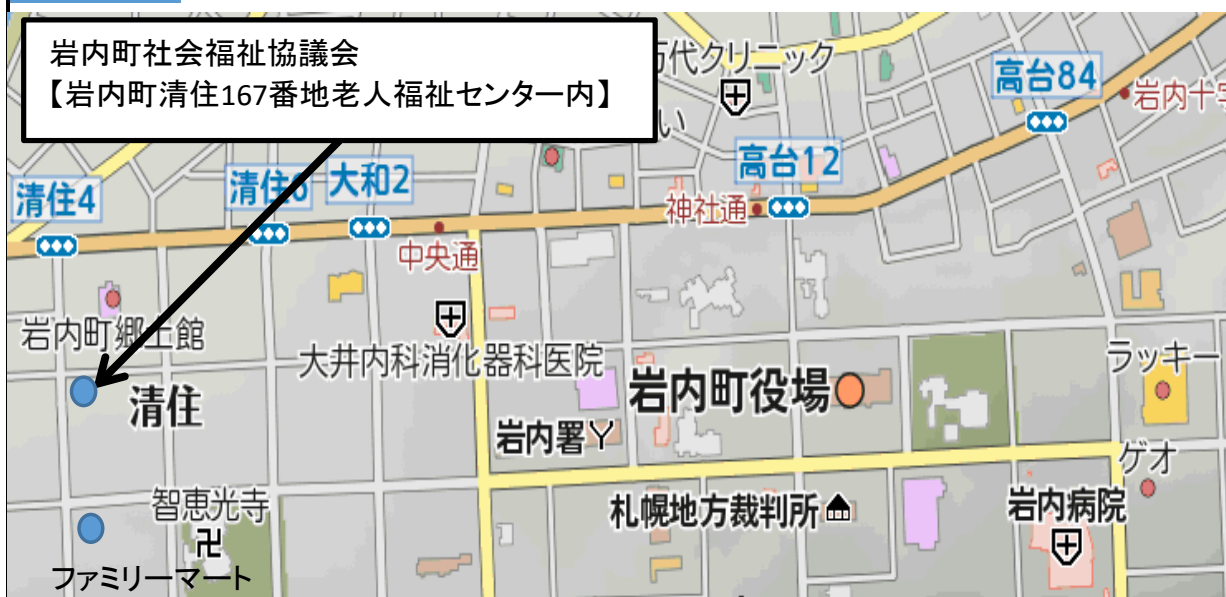 岩内町社会福祉協議会
【岩内町清住167番地老人福祉センター内】
万代クリニック
い
高台84
岩内十字
清住4
清住6
大和2
高台12
神社通
中央通
岩内町郷土館
大井内科消化器科医院
ラッキー
清住
岩内町役場
岩内署
ゲオ
智恵光寺
札幌地方裁判所
岩内病院
ファミリーマート